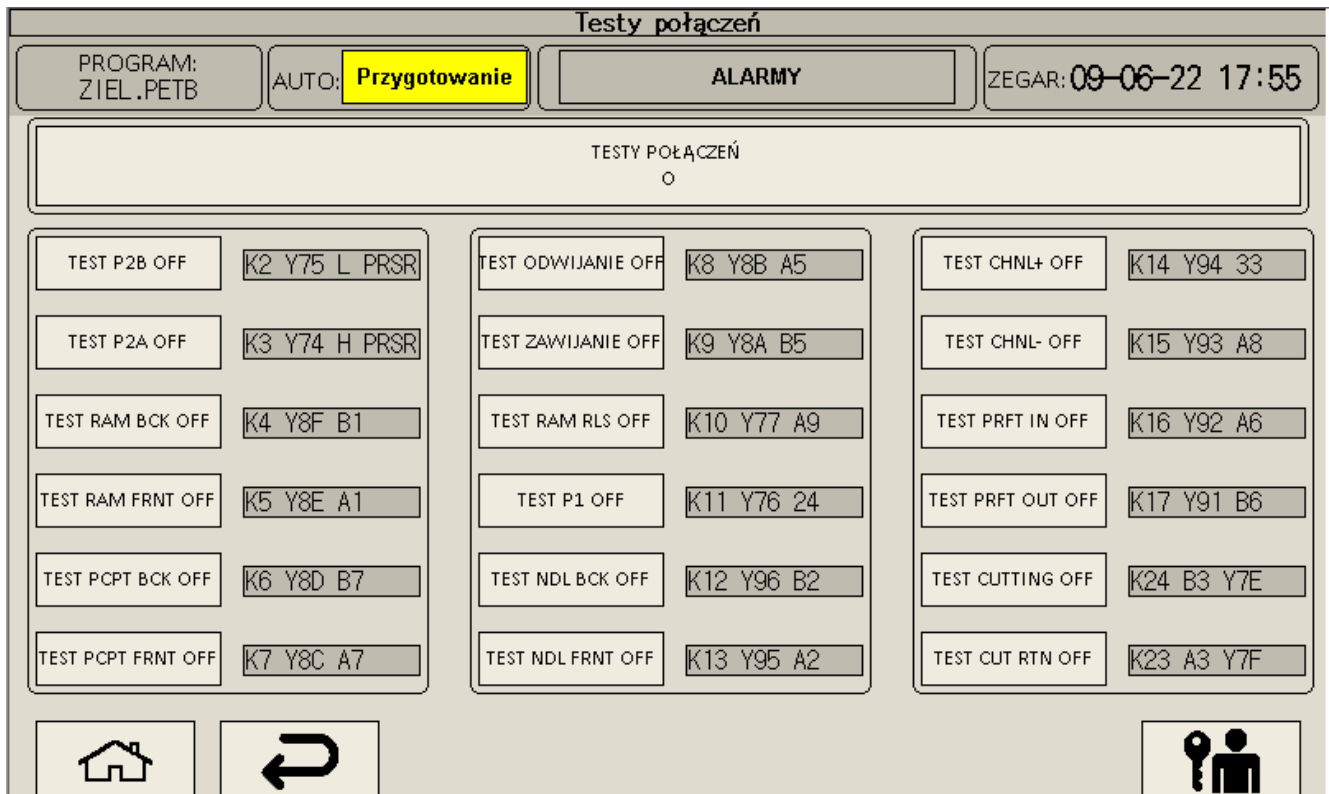 Testy połączeń
PROGRAM:
ZIEL.PETB
AUTO: Przygotowanie
ALARMY
ZEGAR: 09-06-22 17:55
TESTY POŁĄCZEŃ
O
TEST P2B OFF K2 Y75 L PRSR
TEST P2A OFF K3 Y74 H PRSR
TEST RAM BCK OFF K4 Y8F B1
TEST RAM FRNT OFF K5 Y8E A1
TEST PCPT BCK OFF K6 Y8D B7
TEST PCPT FRNT OFF K7 Y8C A7
TEST ODWIJANIE OFF K8 Y8B A5
TEST ZAWIJANIE OFF K9 Y8A B5
TEST RAM RLS OFF K10 Y77 A9
TEST P1 OFF K11 Y76 24
TEST NDL BCK OFF K12 Y96 B2
TEST NDL FRNT OFF K13 Y95 A2
TEST CHNL+ OFF K14 Y94 33
TEST CHNL- OFF K15 Y93 A8
TEST PRFT IN OFF K16 Y92 A6
TEST PRFT OUT OFF K17 Y91 B6
TEST CUTTING OFF K24 B3 Y7E
TEST CUT RTN OFF K23 A3 Y7F